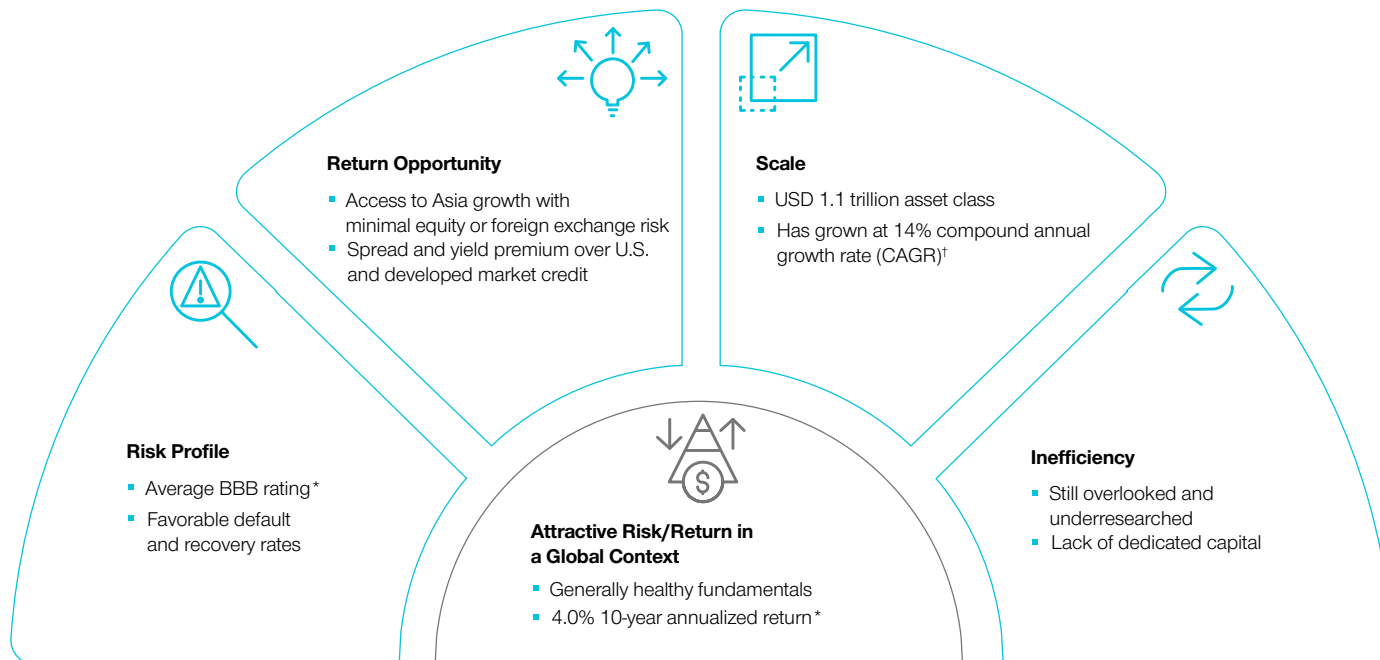 Return Opportunity
▪ Access to Asia growth with
minimal equity or foreign exchange risk
▪ Spread and yield premium over U.S.
and developed market credit
Scale
▪ USD 1.1 trillion asset class
▪ Has grown at 14% compound annual
growth rate (CAGR)†
Risk Profile
▪ Average BBB rating*
▪ Favorable default
and recovery rates
$
Attractive Risk/Return in
a Global Context
▪ Generally healthy fundamentals
▪ 4.0% 10-year annualized return*
Inefficiency
▪ Still overlooked and
underresearched
▪ Lack of dedicated capital